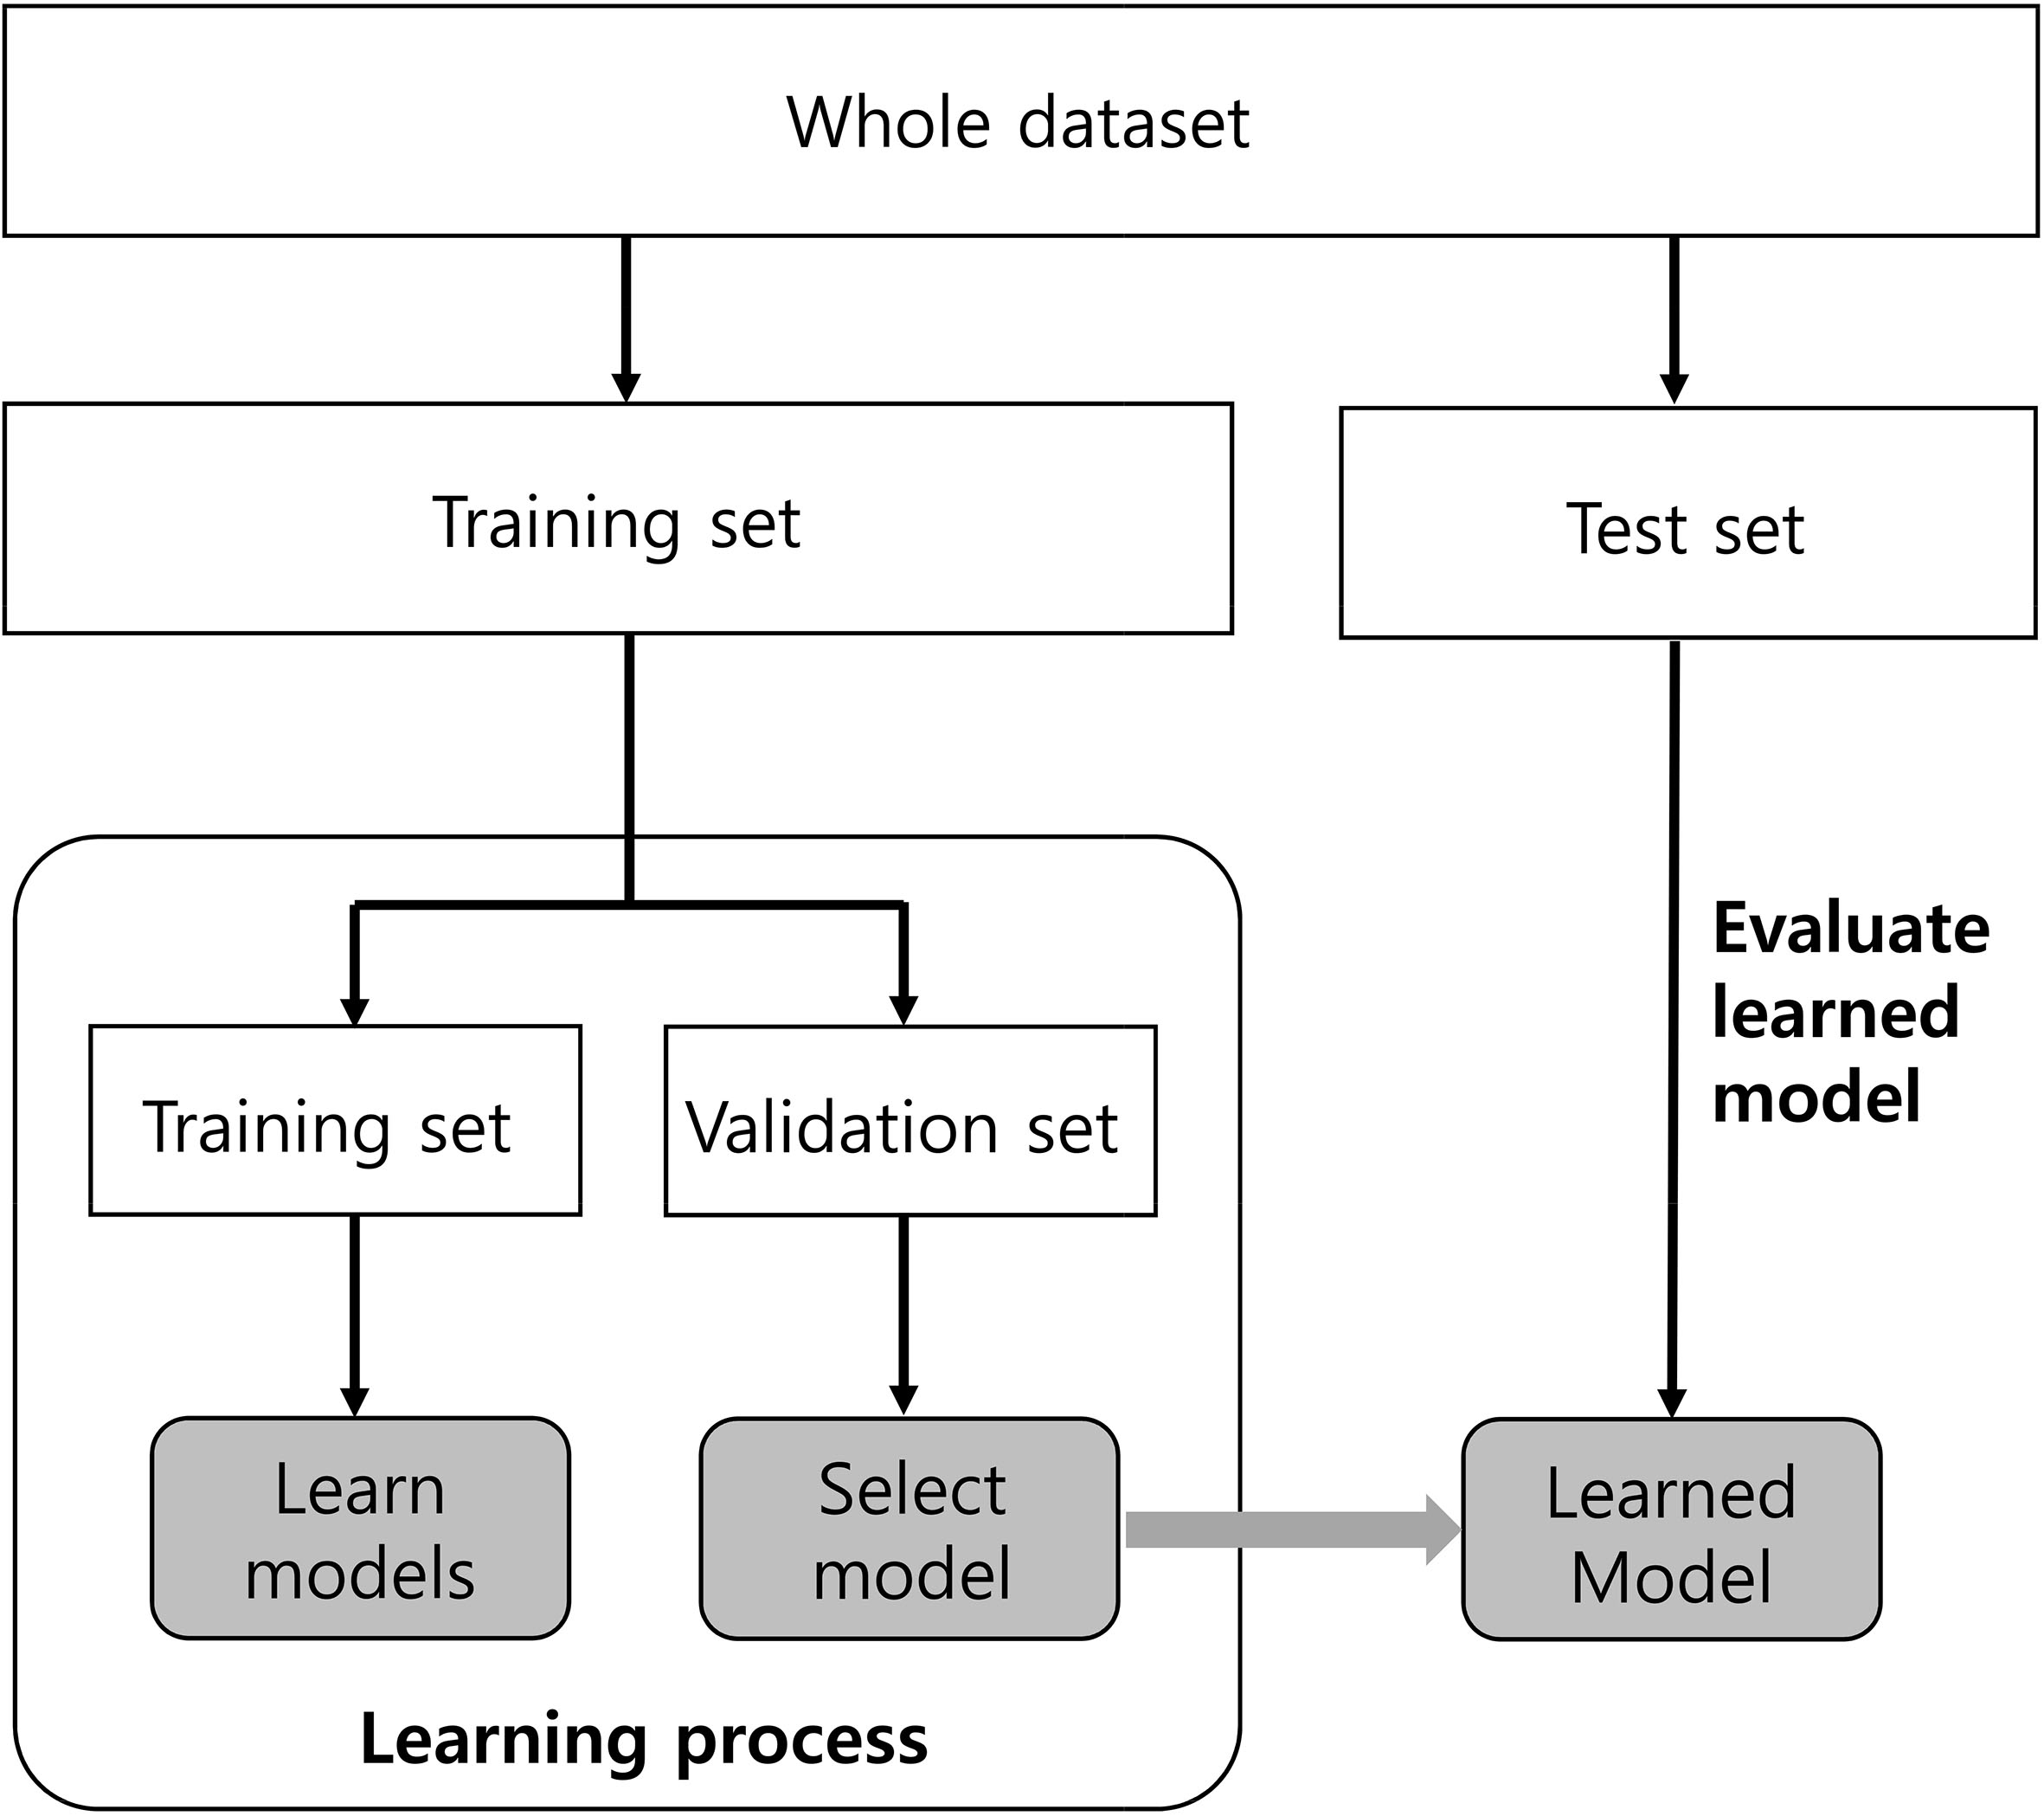 Whole dataset
Training set
Test set
Evaluate
learned
model
Training set
Validation set
Learn
models
Select
model
Learned
Model
Learning process